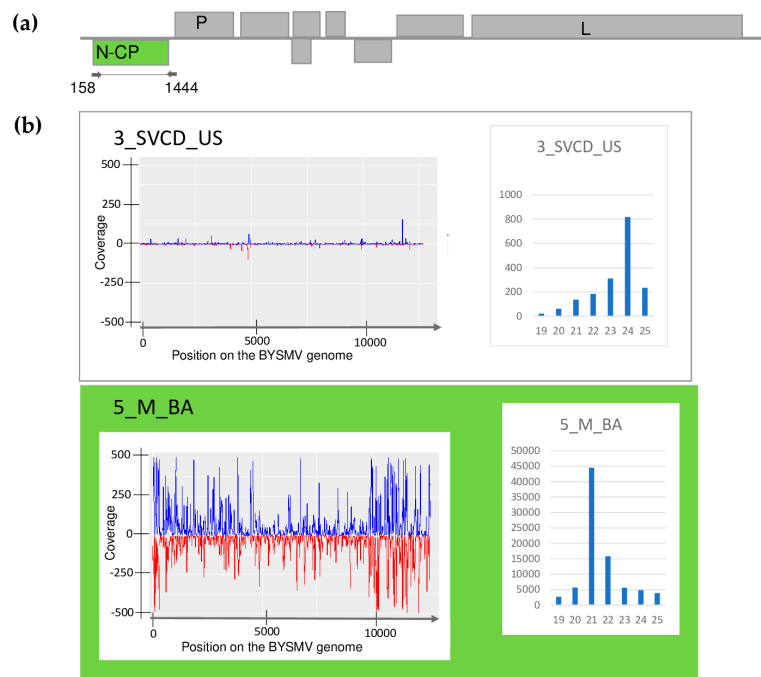 (a)
P
L
N-CP
158
1444
(b)
3_SVCD_US
500
250
0
-250
-500
Coverage
0
5000
10000
Position on the BYSMV genome
3_SVCD_US
1000
800
600
400
200
0
19 20 21 22 23 24 25
5_M_BA
500
250
0
-250
-500
Coverage
0
5000
10000
Position on the BYSMV genome
5_M_BA
50000
45000
40000
35000
30000
25000
20000
15000
10000
5000
0
19 20 21 22 23 24 25